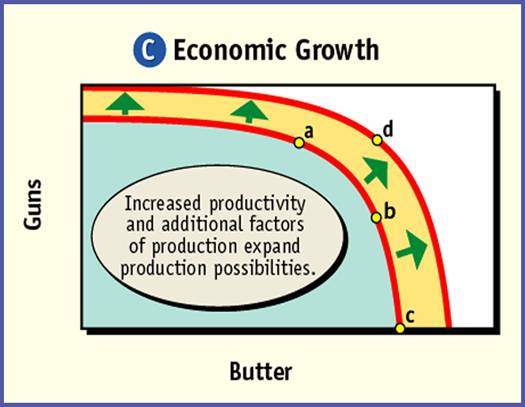 C Economic Growth
a
d
Guns
Increased productivity
and additional factors
of production expand
production possibilities.
b
c
Butter